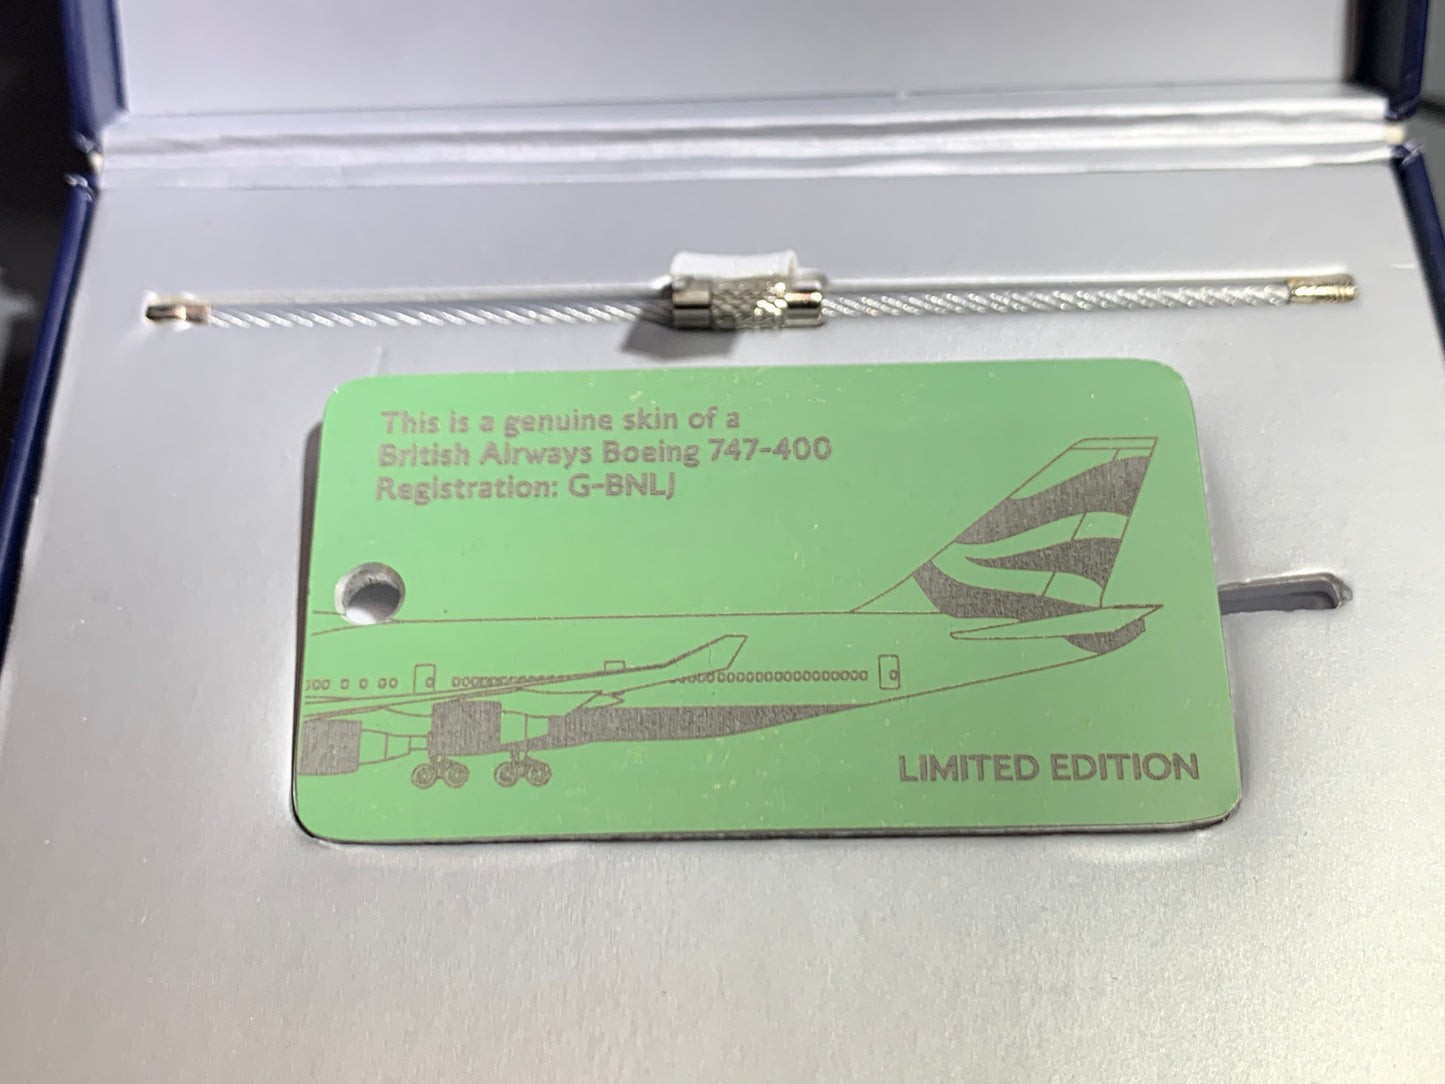 This is a genuine skin of a
British Airways Boeing 747-400
Registration: G-BNLJ
LIMITED EDITION